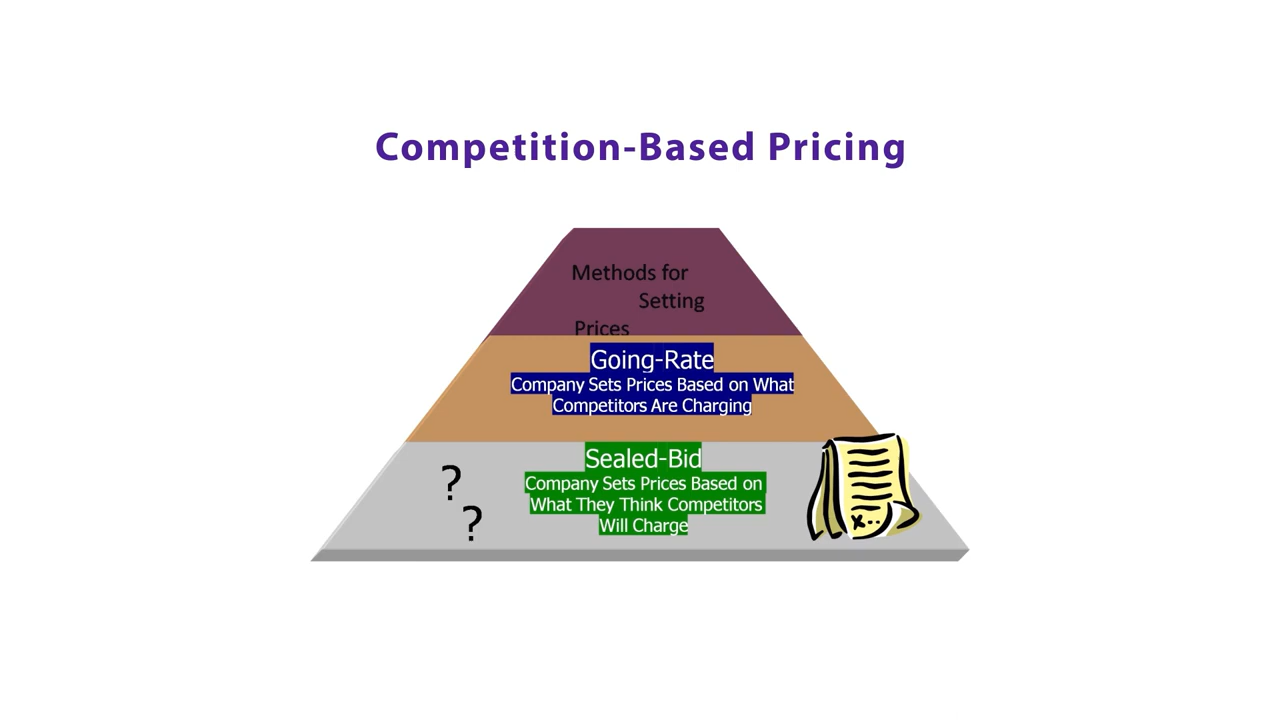 Competition-Based Pricing
Methods for
Setting
Prices
Going-Rate
Company Sets Prices Based on What
Competitors Are Charging
Sealed-Bid
Company Sets Prices Based on
What They Think Competitors
Will Charge
?
?
x..